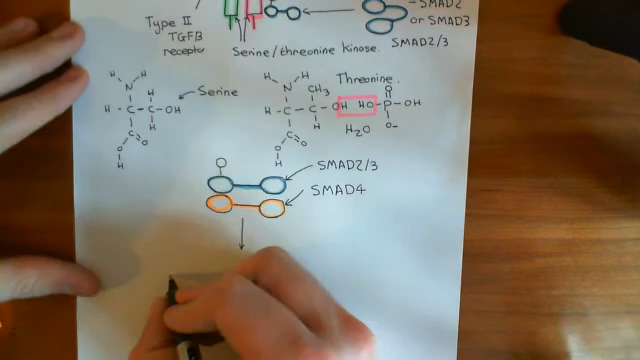 SMAD2
or SMAD3
SMAD2/3
Type II
TGFβ
receptor
Serine/threonine kinase.
Serine
H H
N
H - C - C - OH
H
H
C
O
O
H
Threonine.
H H
N
CH3
H - C - C - OH HO - P - OH
O
O-
H
H2O
C
O
O
H
SMAD2/3
SMAD4